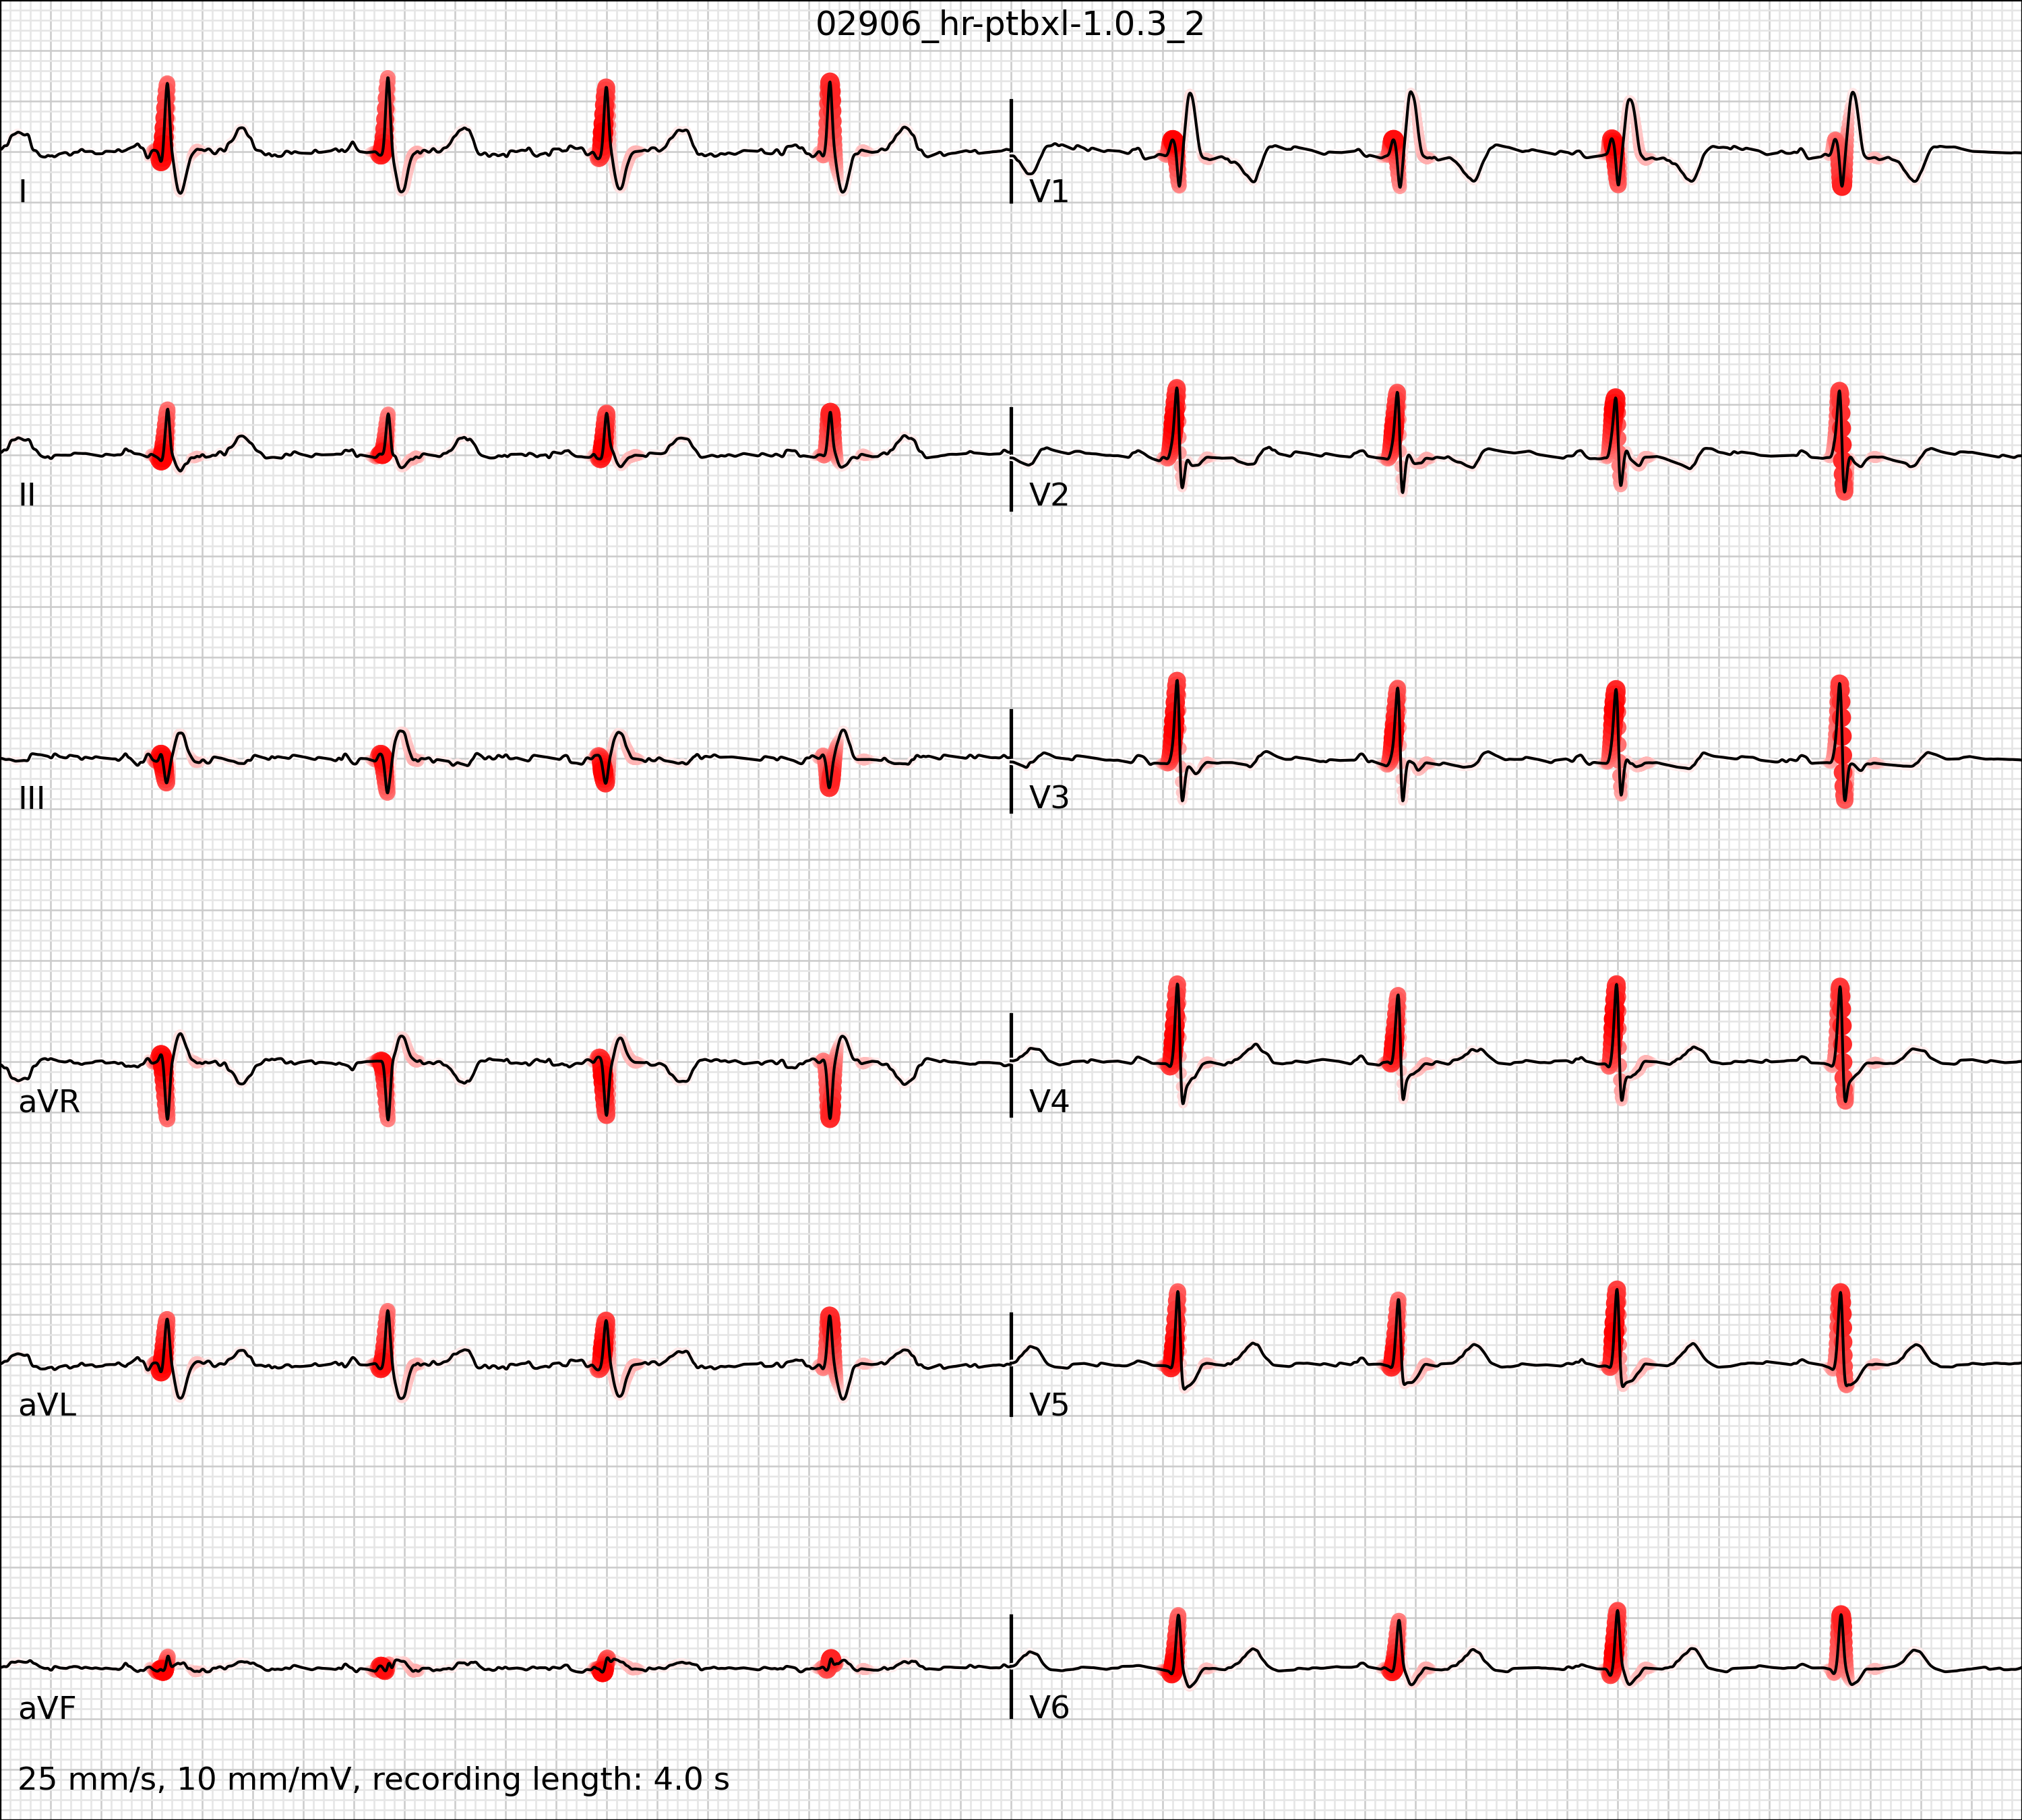 02906_hr-ptbxl-1.0.3_2
I
V1
II
V2
III
V3
aVR
V4
aVL
V5
aVF
V6
25 mm/s, 10 mm/mV, recording length: 4.0 s